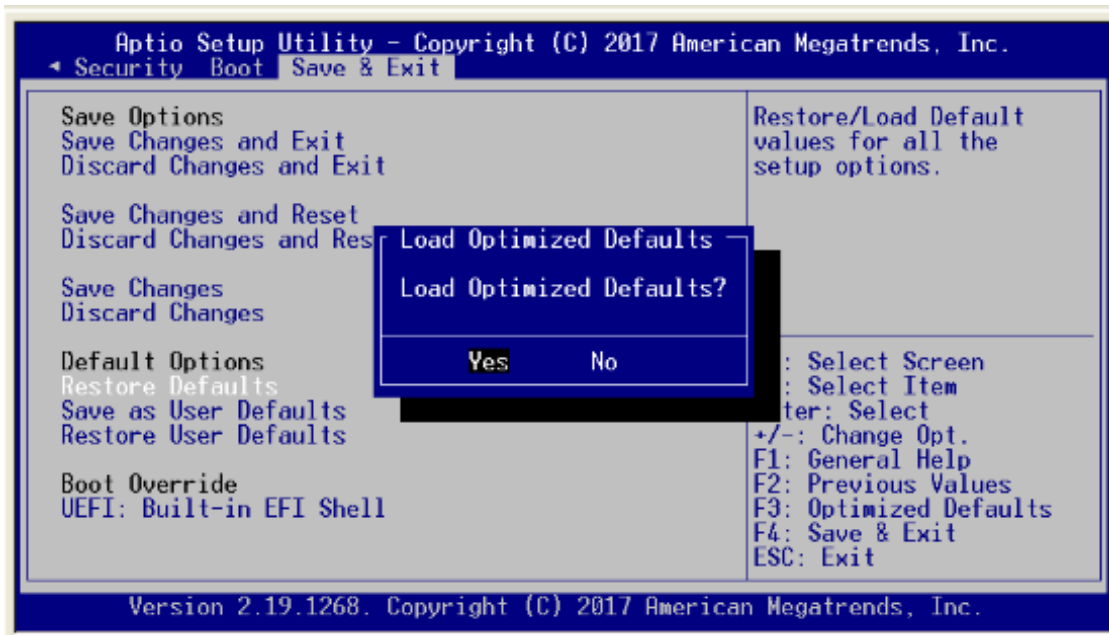 Aptio Setup Utility – Copyright (C) 2017 American Megatrends, Inc.
◄ Security Boot Save & Exit
Save Options
Save Changes and Exit
Discard Changes and Exit
Save Changes and Reset
Discard Changes and Res
Save Changes
Discard Changes
Default Options
Restore Defaults
Save as User Defaults
Restore User Defaults
Boot Override
UEFI: Built-in EFI Shell
Load Optimized Defaults
Load Optimized Defaults?
Yes No
Restore/Load Default
values for all the
setup options.
: Select Screen
: Select Item
ter: Select
+/-: Change Opt.
F1: General Help
F2: Previous Values
F3: Optimized Defaults
F4: Save & Exit
ESC: Exit
Version 2.19.1268. Copyright (C) 2017 American Megatrends, Inc.